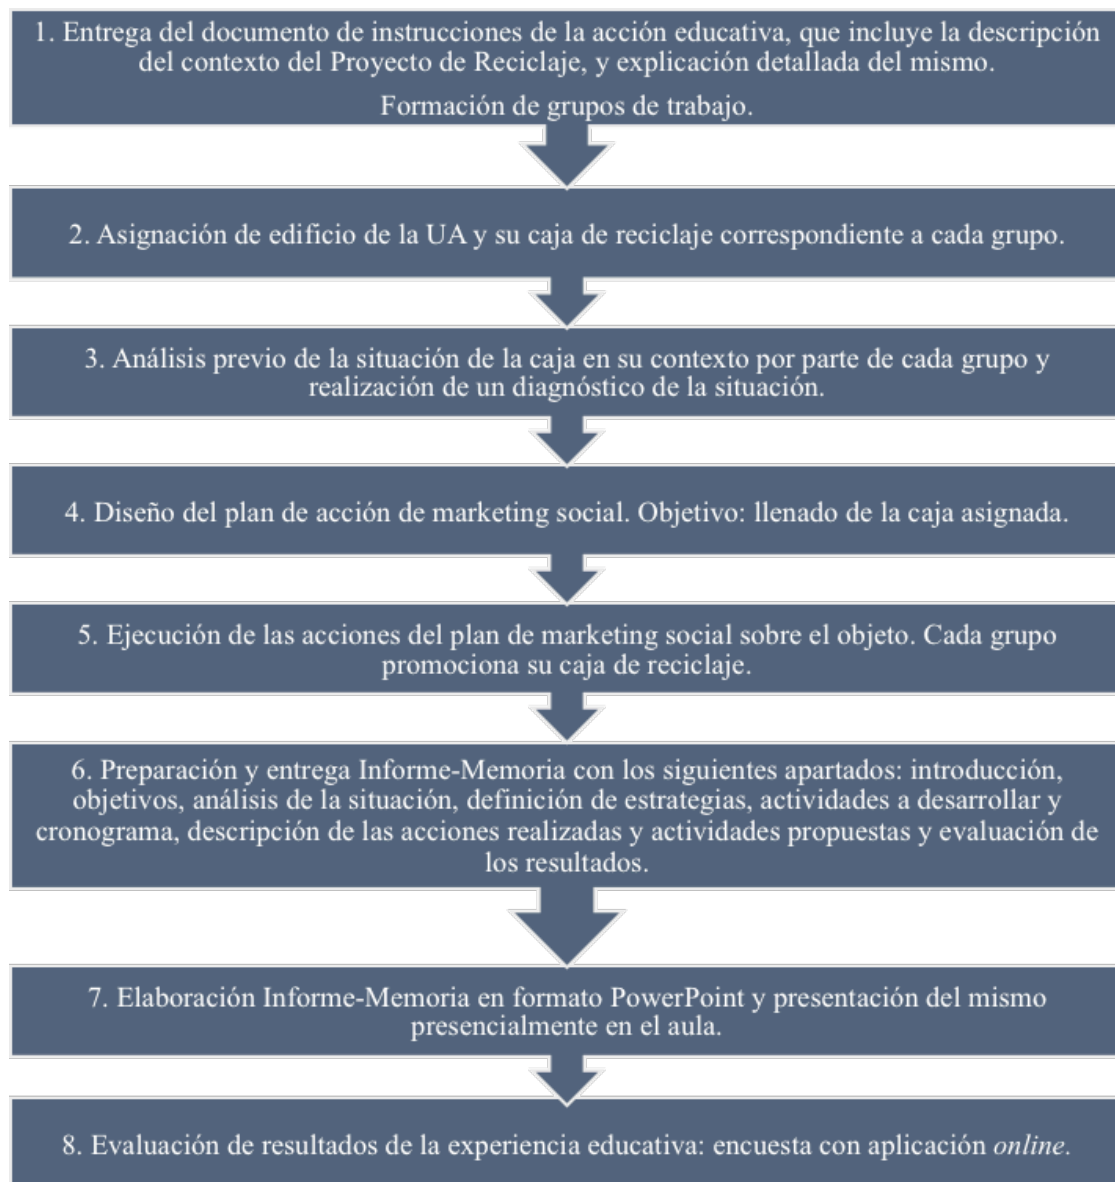 1. Entrega del documento de instrucciones de la acción educativa, que incluye la descripción
del contexto del Proyecto de Reciclaje, y explicación detallada del mismo.
Formación de grupos de trabajo.
2. Asignación de edificio de la UA y su caja de reciclaje correspondiente a cada grupo.
3. Análisis previo de la situación de la caja en su contexto por parte de cada grupo y
realización de un diagnóstico de la situación.
4. Diseño del plan de acción de marketing social. Objetivo: llenado de la caja asignada.
5. Ejecución de las acciones del plan de marketing social sobre el objeto. Cada grupo
promociona su caja de reciclaje.
6. Preparación y entrega Informe-Memoria con los siguientes apartados: introducción,
objetivos, análisis de la situación, definición de estrategias, actividades a desarrollar y
cronograma, descripción de las acciones realizadas y actividades propuestas y evaluación de
los resultados.
7. Elaboración Informe-Memoria en formato PowerPoint y presentación del mismo
presencialmente en el aula.
8. Evaluación de resultados de la experiencia educativa: encuesta con aplicación online.